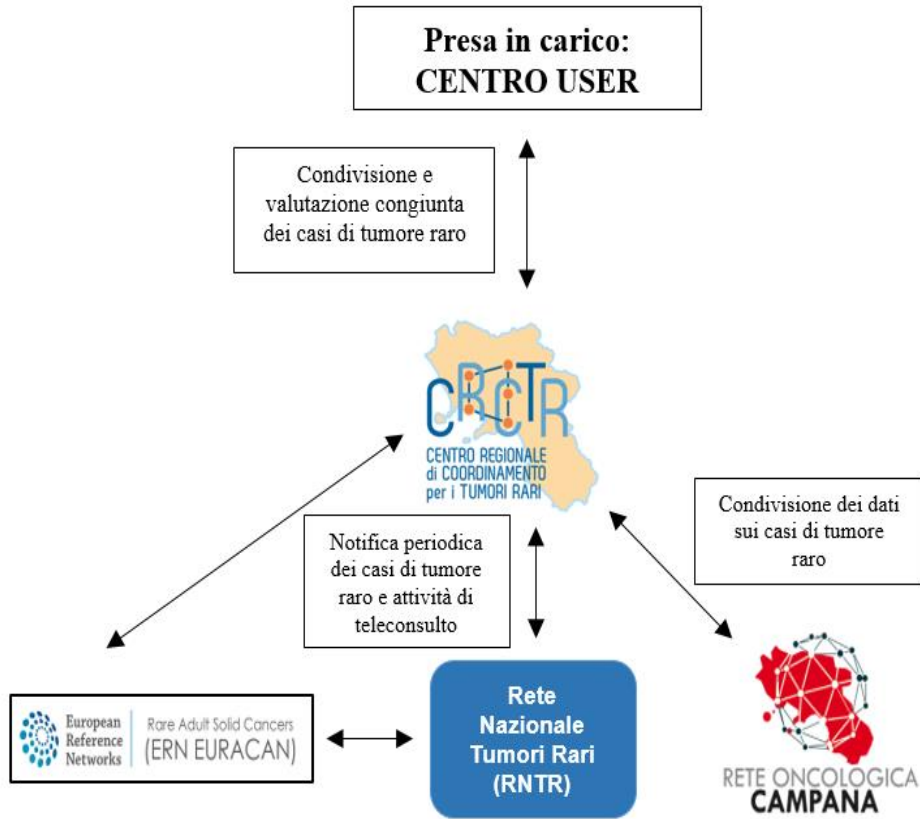 Presa in carico:
CENTRO USER
Condivisione e
valutazione congiunta
dei casi di tumore raro
CRCTR
CENTRO REGIONALE
di COORDINAMENTO
per i TUMORI RARI
Notifica periodica
dei casi di tumore
raro e attività di
teleconsulto
Condivisione dei dati
sui casi di tumore
raro
European
Reference
Networks
Rare Adult Solid Cancers
(ERN EURACAN)
Rete
Nazionale
Tumori Rari
(RNTR)
RETE ONCOLOGICA
CAMPANA